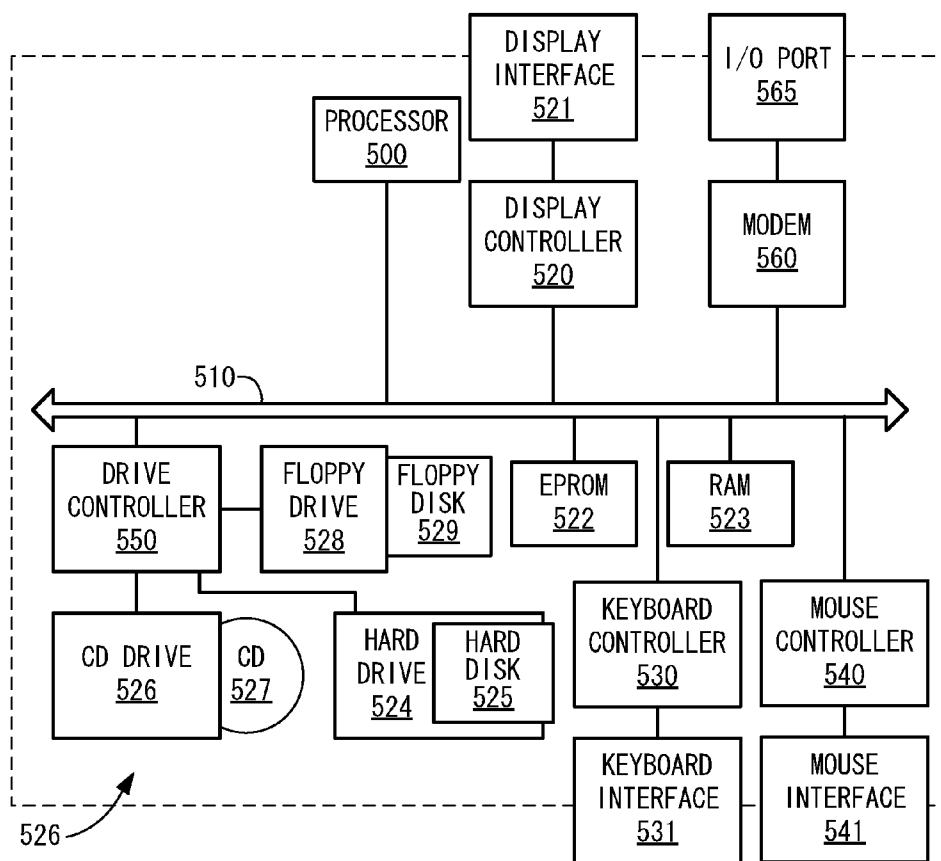 DISPLAY
INTERFACE
521
I/O PORT
565
PROCESSOR
500
DISPLAY
CONTROLLER
520
MODEM
560
510
DRIVE
CONTROLLER
550
FLOPPY
DRIVE
528
FLOPPY
DISK
529
EPROM
522
RAM
523
CD DRIVE
526
CD
527
HARD
DRIVE
524
HARD
DISK
525
KEYBOARD
CONTROLLER
530
MOUSE
CONTROLLER
540
KEYBOARD
INTERFACE
531
MOUSE
INTERFACE
541
526